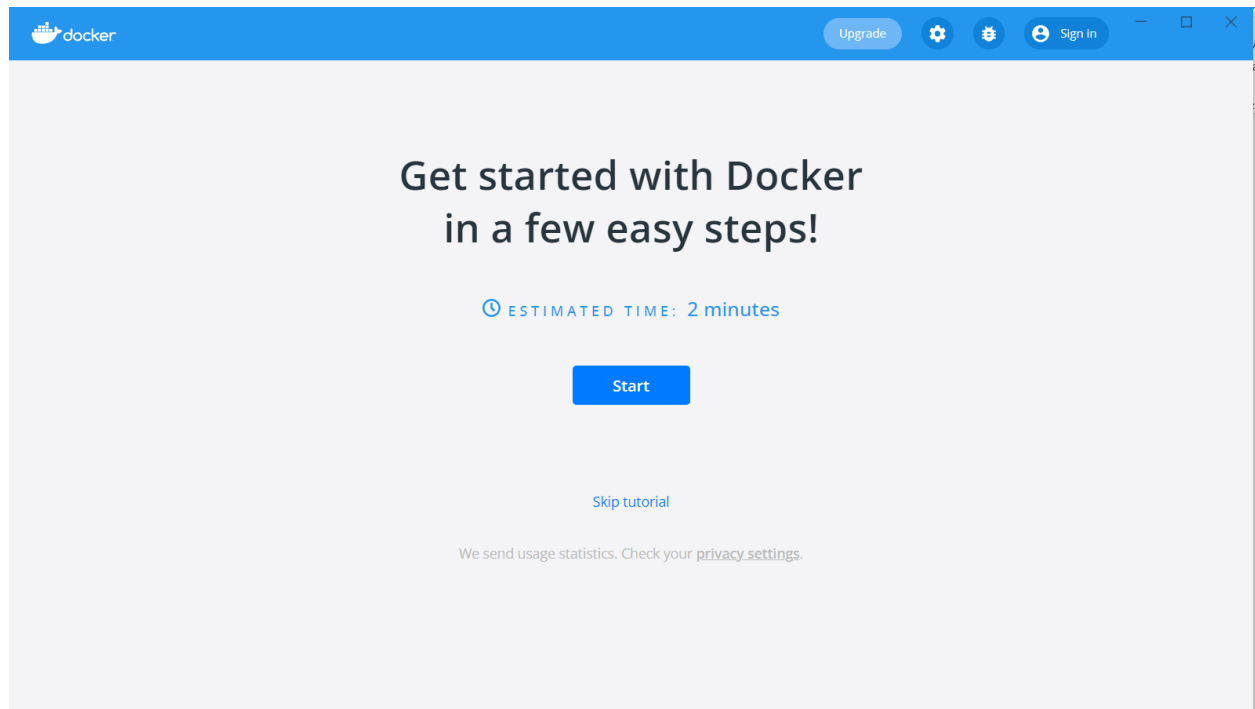 docker
Upgrade
Sign in
Get started with Docker
in a few easy steps!
ESTIMATED TIME: 2 minutes
Start
Skip tutorial
We send usage statistics. Check your privacy settings.